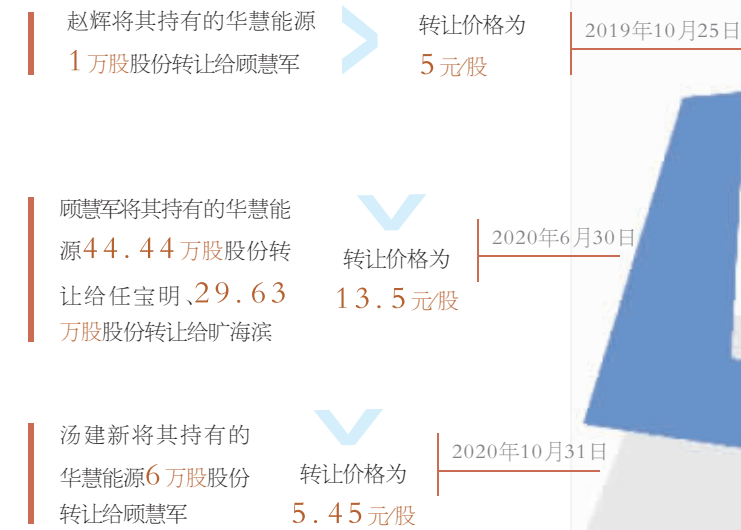 赵辉将其持有的华慧能源
1万股股份转让给顾慧军
转让价格为
5元/股
2019年10月25日
顾慧军将其持有的华慧能
源44.44万股股份转
让给任宝明、29.63
万股股份转让给旷海滨
转让价格为
13.5元/股
2020年6月30日
汤建新将其持有的
华慧能源6万股股份
转让给顾慧军
转让价格为
5.45元/股
2020年10月31日